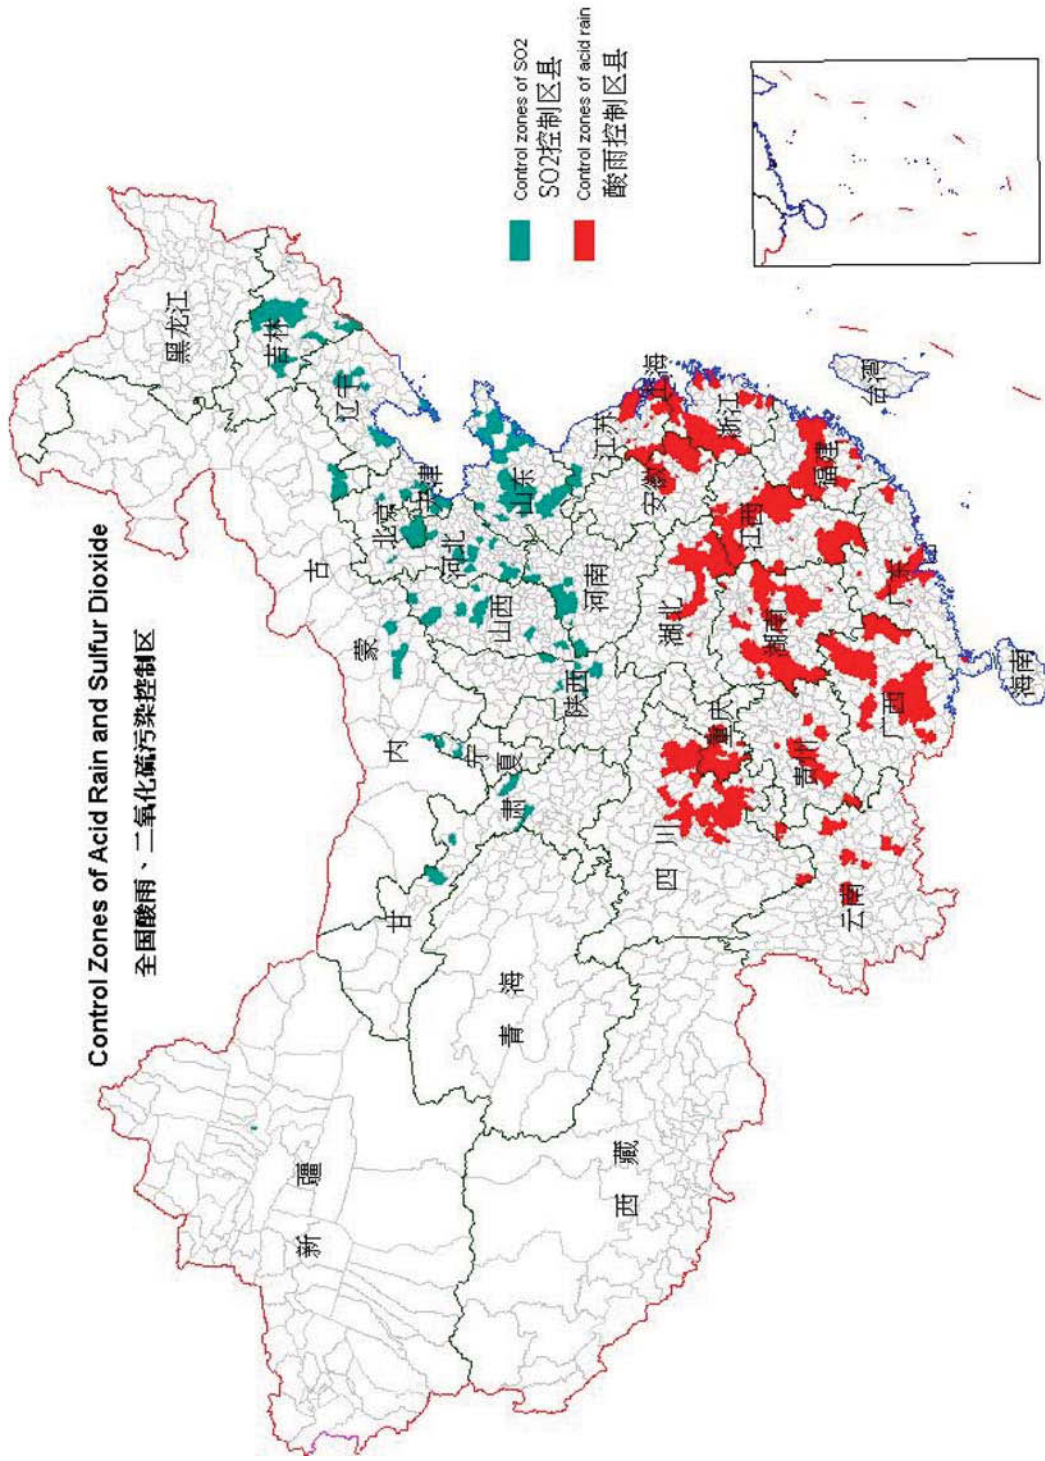 Control Zones of Acid Rain and Sulfur Dioxide
全国酸雨、二氧化硫污染控制区
Control zones of SO2
SO2控制区县
Control zones of acid rain
酸雨控制区县
黑龙江
吉林
辽宁
内
蒙
古
北京
天津
河北
山西
山东
河南
陕西
宁
夏
甘
肃
青
海
新
疆
西
藏
四
川
重庆
湖北
安徽
江苏
上海
浙江
江西
湖南
贵州
云南
广西
广东
福建
台湾
海南